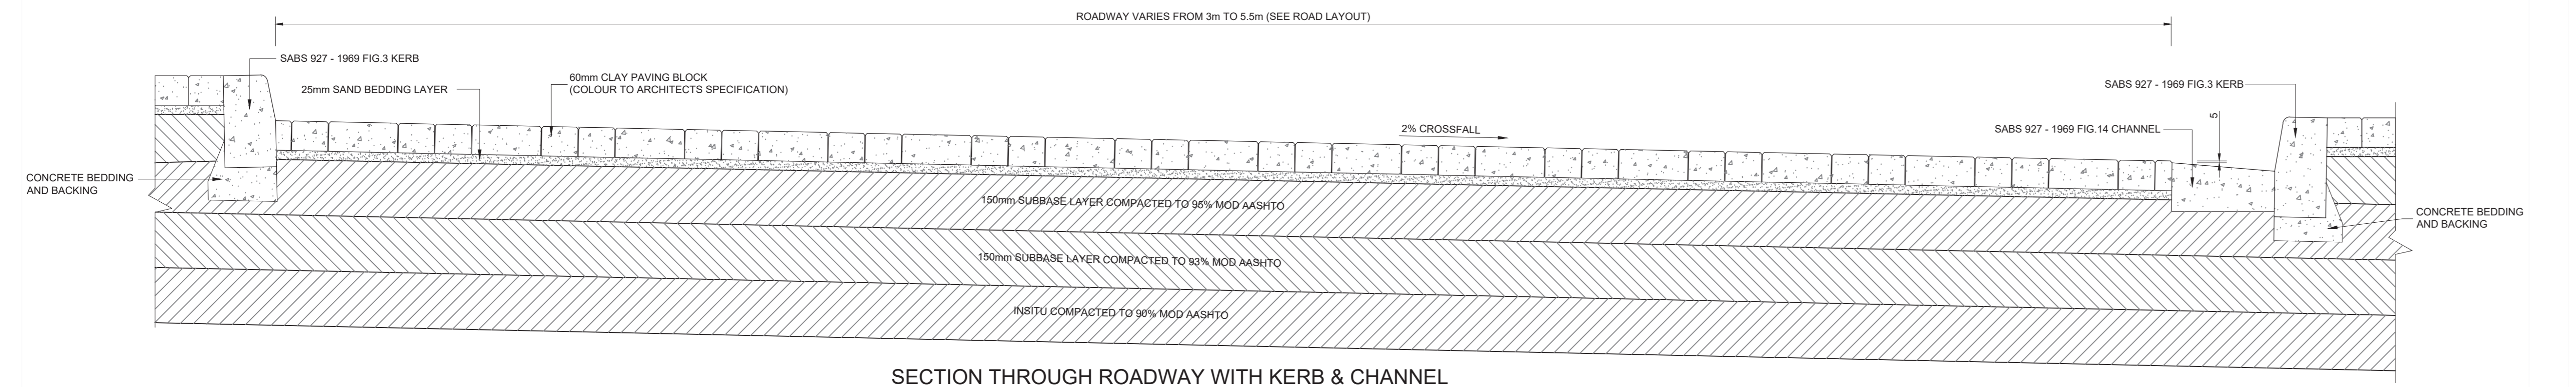 ROADWAY VARIES FROM 3m TO 5.5m (SEE ROAD LAYOUT)
SABS 927 - 1969 FIG.3 KERB
60mm CLAY PAVING BLOCK
(COLOUR TO ARCHITECTS SPECIFICATION)
25mm SAND BEDDING LAYER
SABS 927 - 1969 FIG.3 KERB
5
2% CROSSFALL
SABS 927 - 1969 FIG.14 CHANNEL
CONCRETE BEDDING
AND BACKING
150mm SUBBASE LAYER COMPACTED TO 95% MOD AASHTO
CONCRETE BEDDING
AND BACKING
150mm SUBBASE LAYER COMPACTED TO 93% MOD AASHTO
INSITU COMPACTED TO 90% MOD AASHTO
SECTION THROUGH ROADWAY WITH KERB & CHANNEL